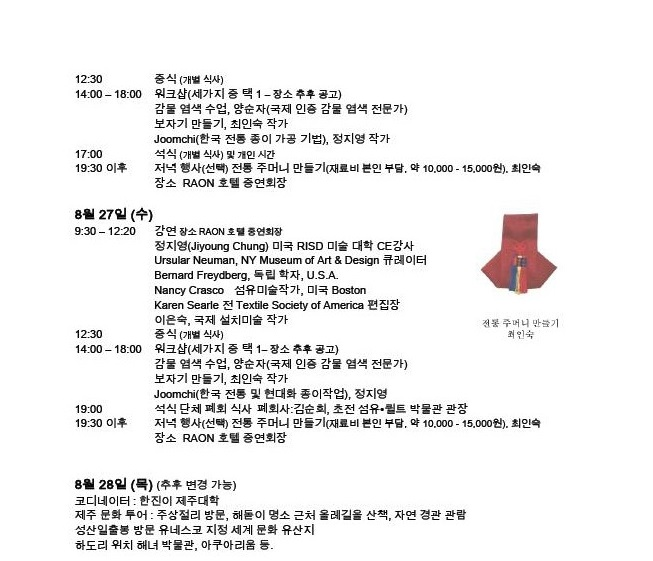 12:30 중식 (개별 식사)
14:00 – 18:00 워크샵(세가지 중 택 1 – 장소 추후 공고)
감물 염색 수업, 양순자(국제 인증 감물 염색 전문가)
보자기 만들기, 최인숙 작가
Joomchi(한국 전통 종이 가공 기법), 정지영 작가
17:00 석식 (개별 식사) 및 개인 시간
19:30 이후 저녁 행사(선택) 전통 주머니 만들기(재료비 본인 부담, 약 10,000 - 15,000원), 최인숙
장소 RAON 호텔 중연회장
8월 27일 (수)
9:30 – 12:20 강연 장소 RAON 호텔 중연회장
정지영(Jiyoung Chung) 미국 RISD 미술 대학 CE강사
Ursular Neuman, NY Museum of Art & Design 큐레이터
Bernard Freydberg, 독립 학자, U.S.A.
Nancy Crasco 섬유미술작가, 미국 Boston
Karen Searle 전 Textile Society of America 편집장
이은숙, 국제 설치미술 작가
12:30 중식 (개별 식사)
14:00 – 18:00 워크샵(세가지 중 택 1– 장소 추후 공고)
감물 염색 수업, 양순자(국제 인증 감물 염색 전문가)
보자기 만들기, 최인숙 작가
Joomchi(한국 전통 및 현대화 종이작업), 정지영
19:00 석식 단체 폐회 식사 폐회사:김순희, 초전 섬유•퀼트 박물관 관장
19:30 이후 저녁 행사(선택) 전통 주머니 만들기(재료비 본인 부담, 약 10,000 - 15,000원), 최인숙
장소 RAON 호텔 중연회장
전통 주머니 만들기
최인숙
8월 28일 (목) (추후 변경 가능)
코디네이터 : 한진이 제주대학
제주 문화 투어 : 주상절리 방문, 해돋이 명소 근처 올레길을 산책, 자연 경관 관람
성산일출봉 방문 유네스코 지정 세계 문화 유산지
하도리 위치 해녀 박물관, 아쿠아리움 등.